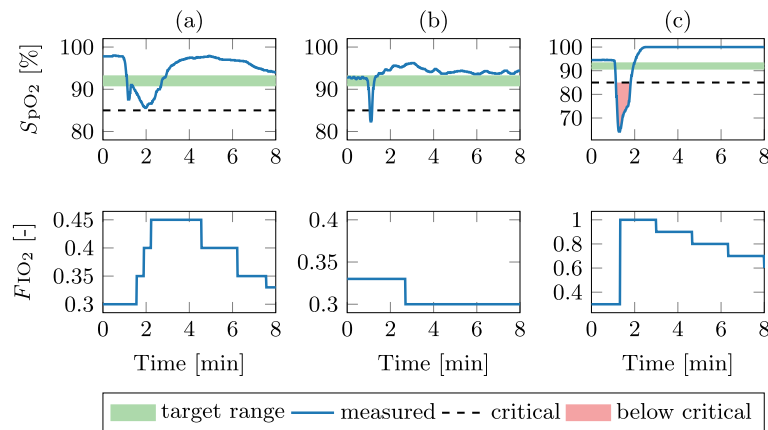 (a) (b) (c)
SpO2 [%]
100
90
80
0 2 4 6 8
100
90
80
0 2 4 6 8
100
90
80
70
0 2 4 6 8
FIO2 [-]
0.45
0.4
0.35
0.3
0 2 4 6 8
0.4
0.35
0.3
0 2 4 6 8
1
0.8
0.6
0.4
0 2 4 6 8
Time [min] Time [min] Time [min]
target range measured critical below critical